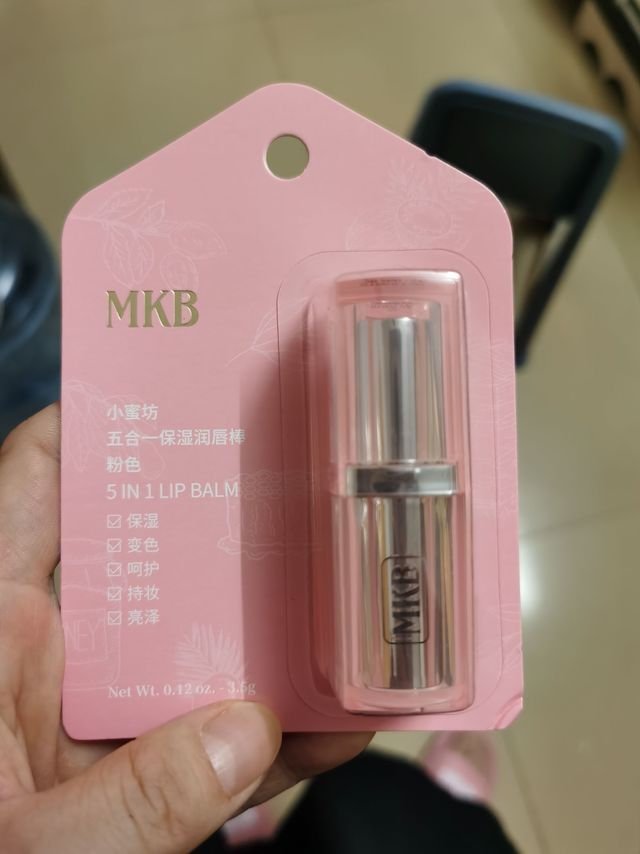 MKB
小蜜坊
五合一保湿润唇棒
粉色
5 IN 1 LIP BALM
☑ 保湿
☑ 变色
☑ 呵护
☑ 持妆
☑ 亮泽
Net Wt. 0.12 oz. - 3.5g
MKB